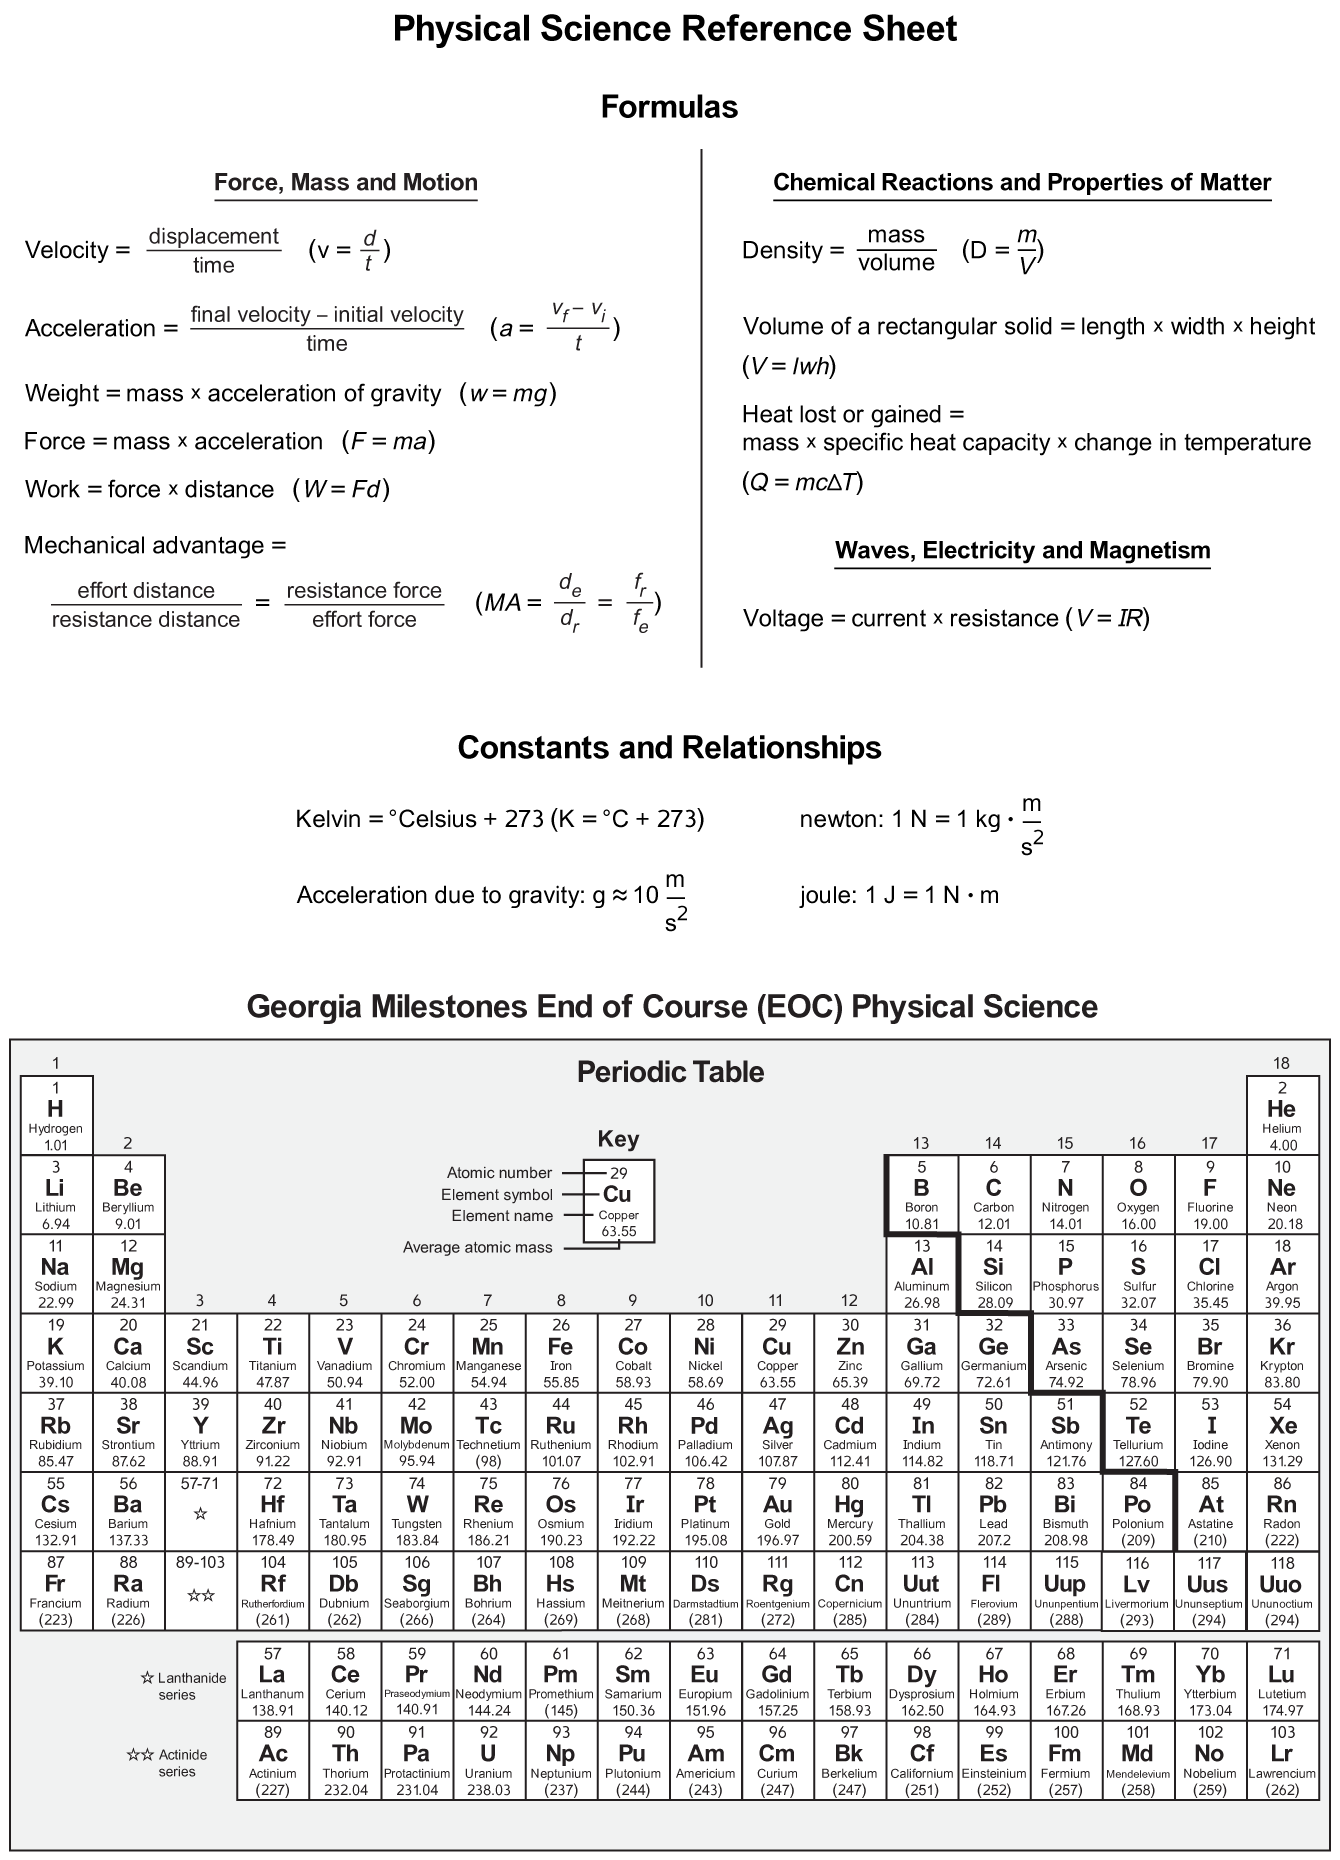 Physical Science Reference Sheet
Formulas
Force, Mass and Motion
Velocity = displacement / time (v = d / t)
Acceleration = final velocity – initial velocity / time (a = vf – vi / t)
Weight = mass x acceleration of gravity (w = mg)
Force = mass x acceleration (F = ma)
Work = force x distance (W = Fd)
Mechanical advantage =
effort distance / resistance distance = resistance force / effort force (MA = de / dr = fr / fe)
Chemical Reactions and Properties of Matter
Density = mass / volume (D = m / V)
Volume of a rectangular solid = length x width x height
(V = lwh)
Heat lost or gained =
mass x specific heat capacity x change in temperature
(Q = mcΔT)
Waves, Electricity and Magnetism
Voltage = current x resistance (V = IR)
Constants and Relationships
Kelvin = °Celsius + 273 (K = °C + 273) newton: 1 N = 1 kg · m / s²
Acceleration due to gravity: g ≈ 10 m / s² joule: 1 J = 1 N · m
Georgia Milestones End of Course (EOC) Physical Science
Periodic Table
Key
Atomic number 29
Element symbol Cu
Element name Copper
Average atomic mass 63.55
1 18
1 2
H He
Hydrogen Helium
1.01 4.00
2 13 14 15 16 17
3 4 5 6 7 8 9 10
Li Be B C N O F Ne
Lithium Beryllium Boron Carbon Nitrogen Oxygen Fluorine Neon
6.94 9.01 10.81 12.01 14.01 16.00 19.00 20.18
11 12 13 14 15 16 17 18
Na Mg Al Si P S Cl Ar
Sodium Magnesium Aluminum Silicon Phosphorus Sulfur Chlorine Argon
22.99 24.31 26.98 28.09 30.97 32.07 35.45 39.95
3 4 5 6 7 8 9 10 11 12
19 20 21 22 23 24 25 26 27 28 29 30 31 32 33 34 35 36
K Ca Sc Ti V Cr Mn Fe Co Ni Cu Zn Ga Ge As Se Br Kr
Potassium Calcium Scandium Titanium Vanadium Chromium Manganese Iron Cobalt Nickel Copper Zinc Gallium Germanium Arsenic Selenium Bromine Krypton
39.10 40.08 44.96 47.87 50.94 52.00 54.94 55.85 58.93 58.69 63.55 65.39 69.72 72.61 74.92 78.96 79.90 83.80
37 38 39 40 41 42 43 44 45 46 47 48 49 50 51 52 53 54
Rb Sr Y Zr Nb Mo Tc Ru Rh Pd Ag Cd In Sn Sb Te I Xe
Rubidium Strontium Yttrium Zirconium Niobium Molybdenum Technetium Ruthenium Rhodium Palladium Silver Cadmium Indium Tin Antimony Tellurium Iodine Xenon
85.47 87.62 88.91 91.22 92.91 95.94 (98) 101.07 102.91 106.42 107.87 112.41 114.82 118.71 121.76 127.60 126.90 131.29
55 56 57-71 72 73 74 75 76 77 78 79 80 81 82 83 84 85 86
Cs Ba ☆ Hf Ta W Re Os Ir Pt Au Hg Tl Pb Bi Po At Rn
Cesium Barium Hafnium Tantalum Tungsten Rhenium Osmium Iridium Platinum Gold Mercury Thallium Lead Bismuth Polonium Astatine Radon
132.91 137.33 178.49 180.95 183.84 186.21 190.23 192.22 195.08 196.97 200.59 204.38 207.2 208.98 (209) (210) (222)
87 88 89-103 104 105 106 107 108 109 110 111 112 113 114 115 116 117 118
Fr Ra ☆☆ Rf Db Sg Bh Hs Mt Ds Rg Cn Uut Fl Uup Lv Uus Uuo
Francium Radium Rutherfordium Dubnium Seaborgium Bohrium Hassium Meitnerium Darmstadtium Roentgenium Copernicium Ununtrium Flerovium Ununpentium Livermorium Ununseptium Ununoctium
(223) (226) (261) (262) (266) (264) (269) (268) (281) (272) (285) (284) (289) (288) (293) (294) (294)
☆ Lanthanide
series
57 58 59 60 61 62 63 64 65 66 67 68 69 70 71
La Ce Pr Nd Pm Sm Eu Gd Tb Dy Ho Er Tm Yb Lu
Lanthanum Cerium Praseodymium Neodymium Promethium Samarium Europium Gadolinium Terbium Dysprosium Holmium Erbium Thulium Ytterbium Lutetium
138.91 140.12 140.91 144.24 (145) 150.36 151.96 157.25 158.93 162.50 164.93 167.26 168.93 173.04 174.97
☆☆ Actinide
series
89 90 91 92 93 94 95 96 97 98 99 100 101 102 103
Ac Th Pa U Np Pu Am Cm Bk Cf Es Fm Md No Lr
Actinium Thorium Protactinium Uranium Neptunium Plutonium Americium Curium Berkelium Californium Einsteinium Fermium Mendelevium Nobelium Lawrencium
(227) 232.04 231.04 238.03 (237) (244) (243) (247) (247) (251) (252) (257) (258) (259) (262)